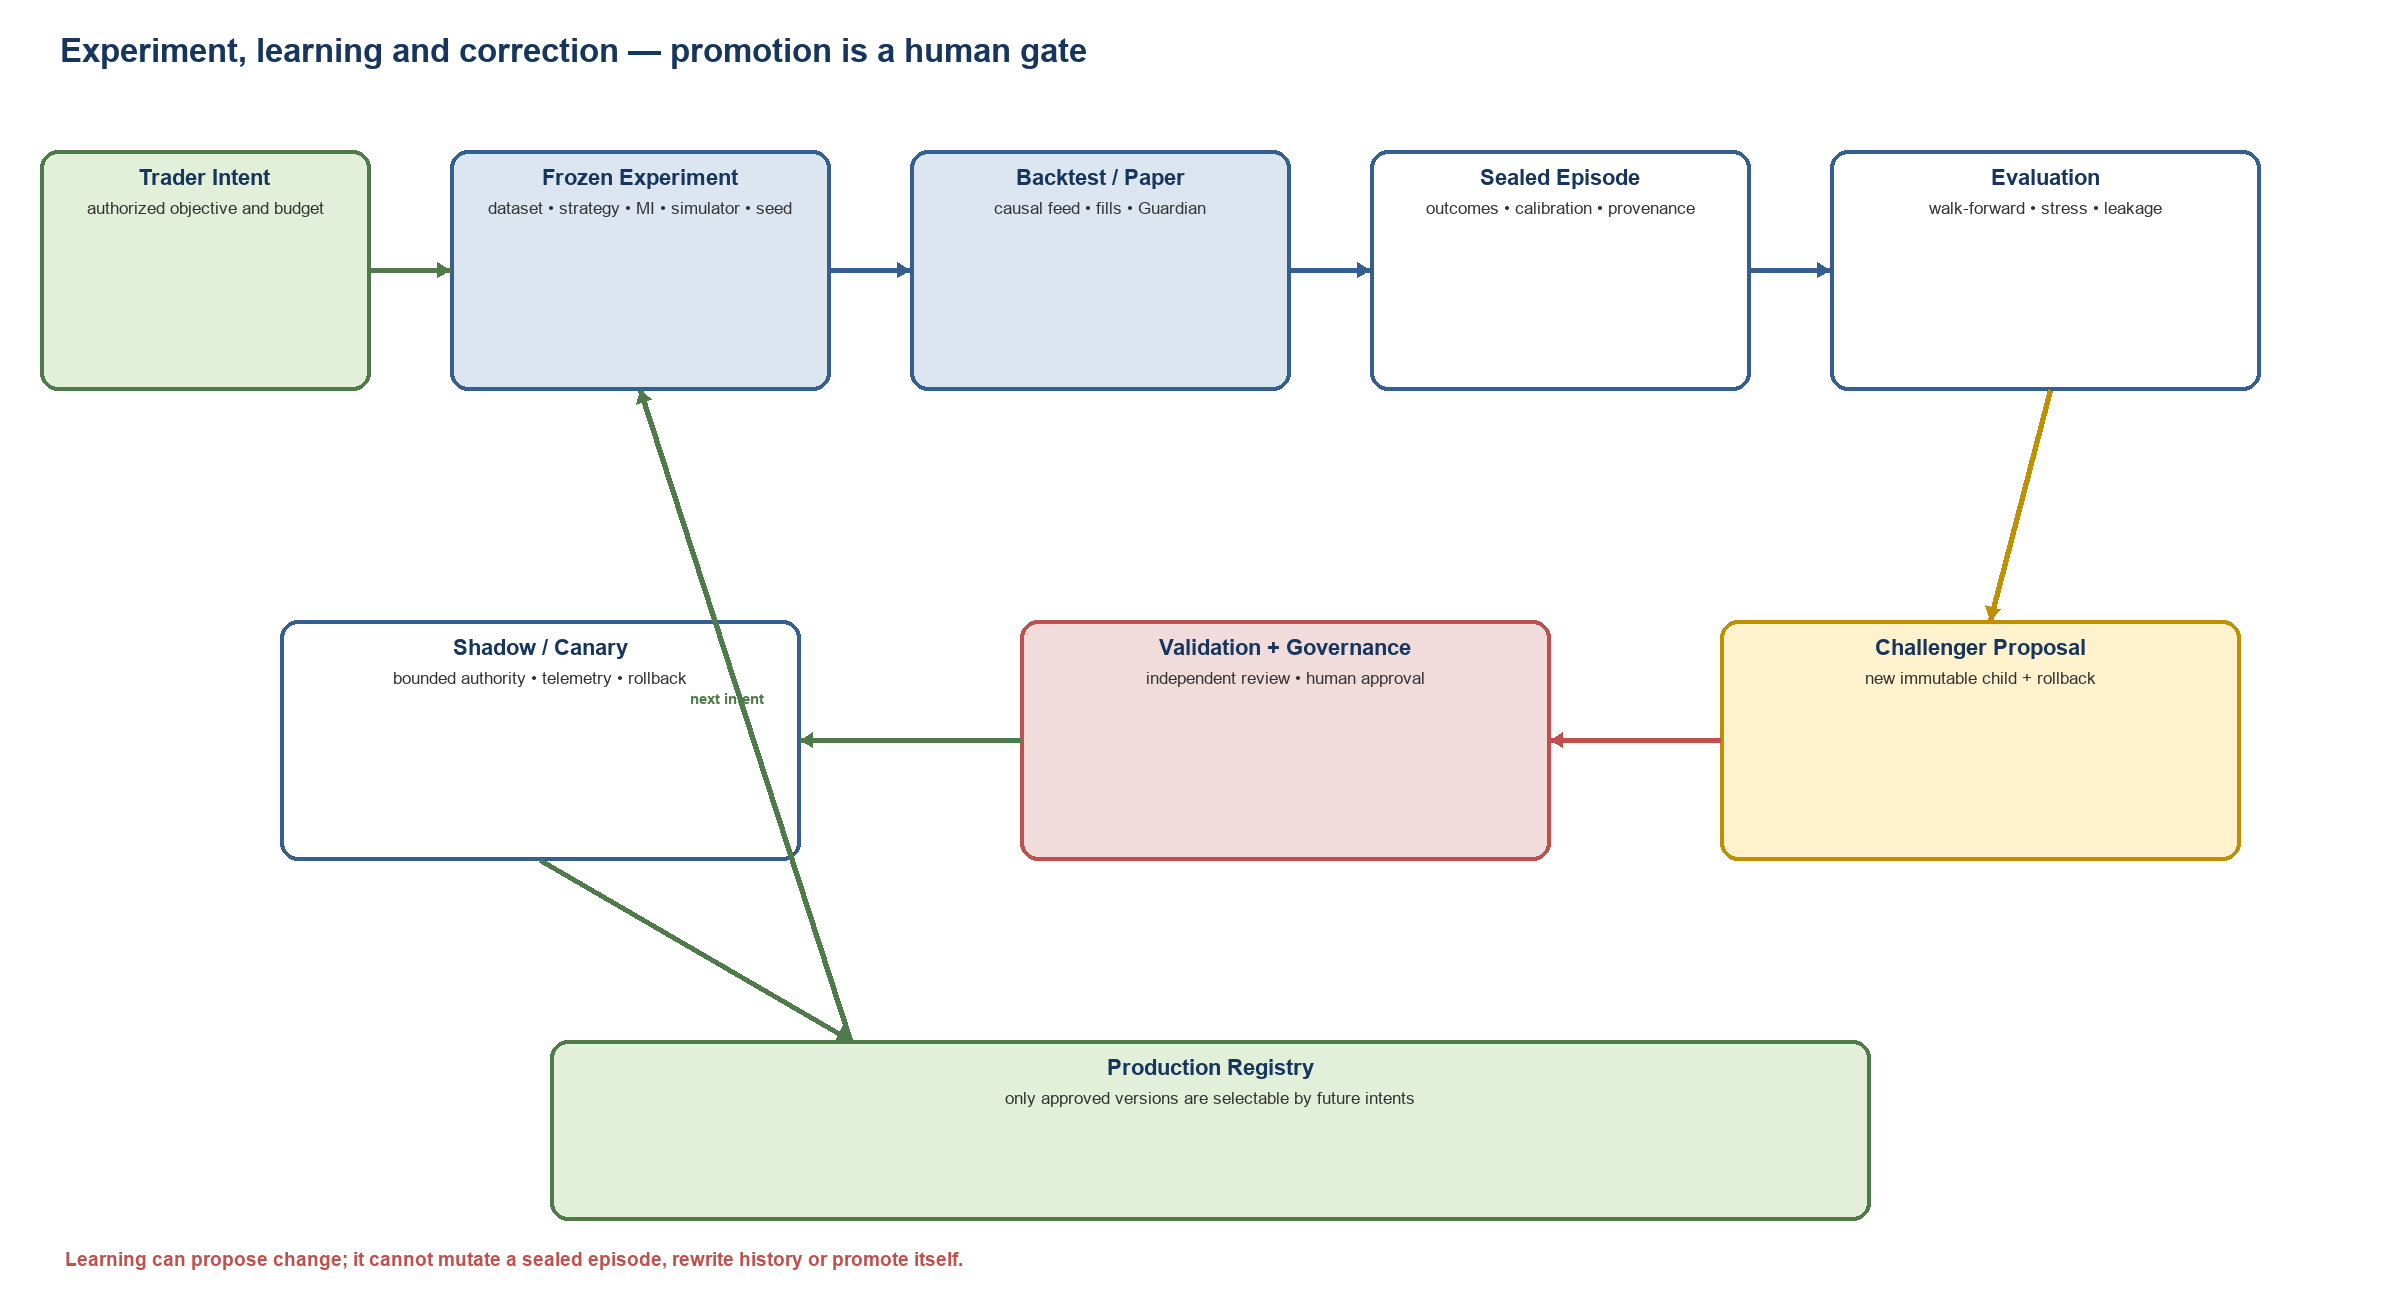 Experiment, learning and correction — promotion is a human gate
Trader Intent
authorized objective and budget
Frozen Experiment
dataset • strategy • MI • simulator • seed
Backtest / Paper
causal feed • fills • Guardian
Sealed Episode
outcomes • calibration • provenance
Evaluation
walk-forward • stress • leakage
Shadow / Canary
bounded authority • telemetry • rollback
next intent
Validation + Governance
independent review • human approval
Challenger Proposal
new immutable child + rollback
Production Registry
only approved versions are selectable by future intents
Learning can propose change; it cannot mutate a sealed episode, rewrite history or promote itself.